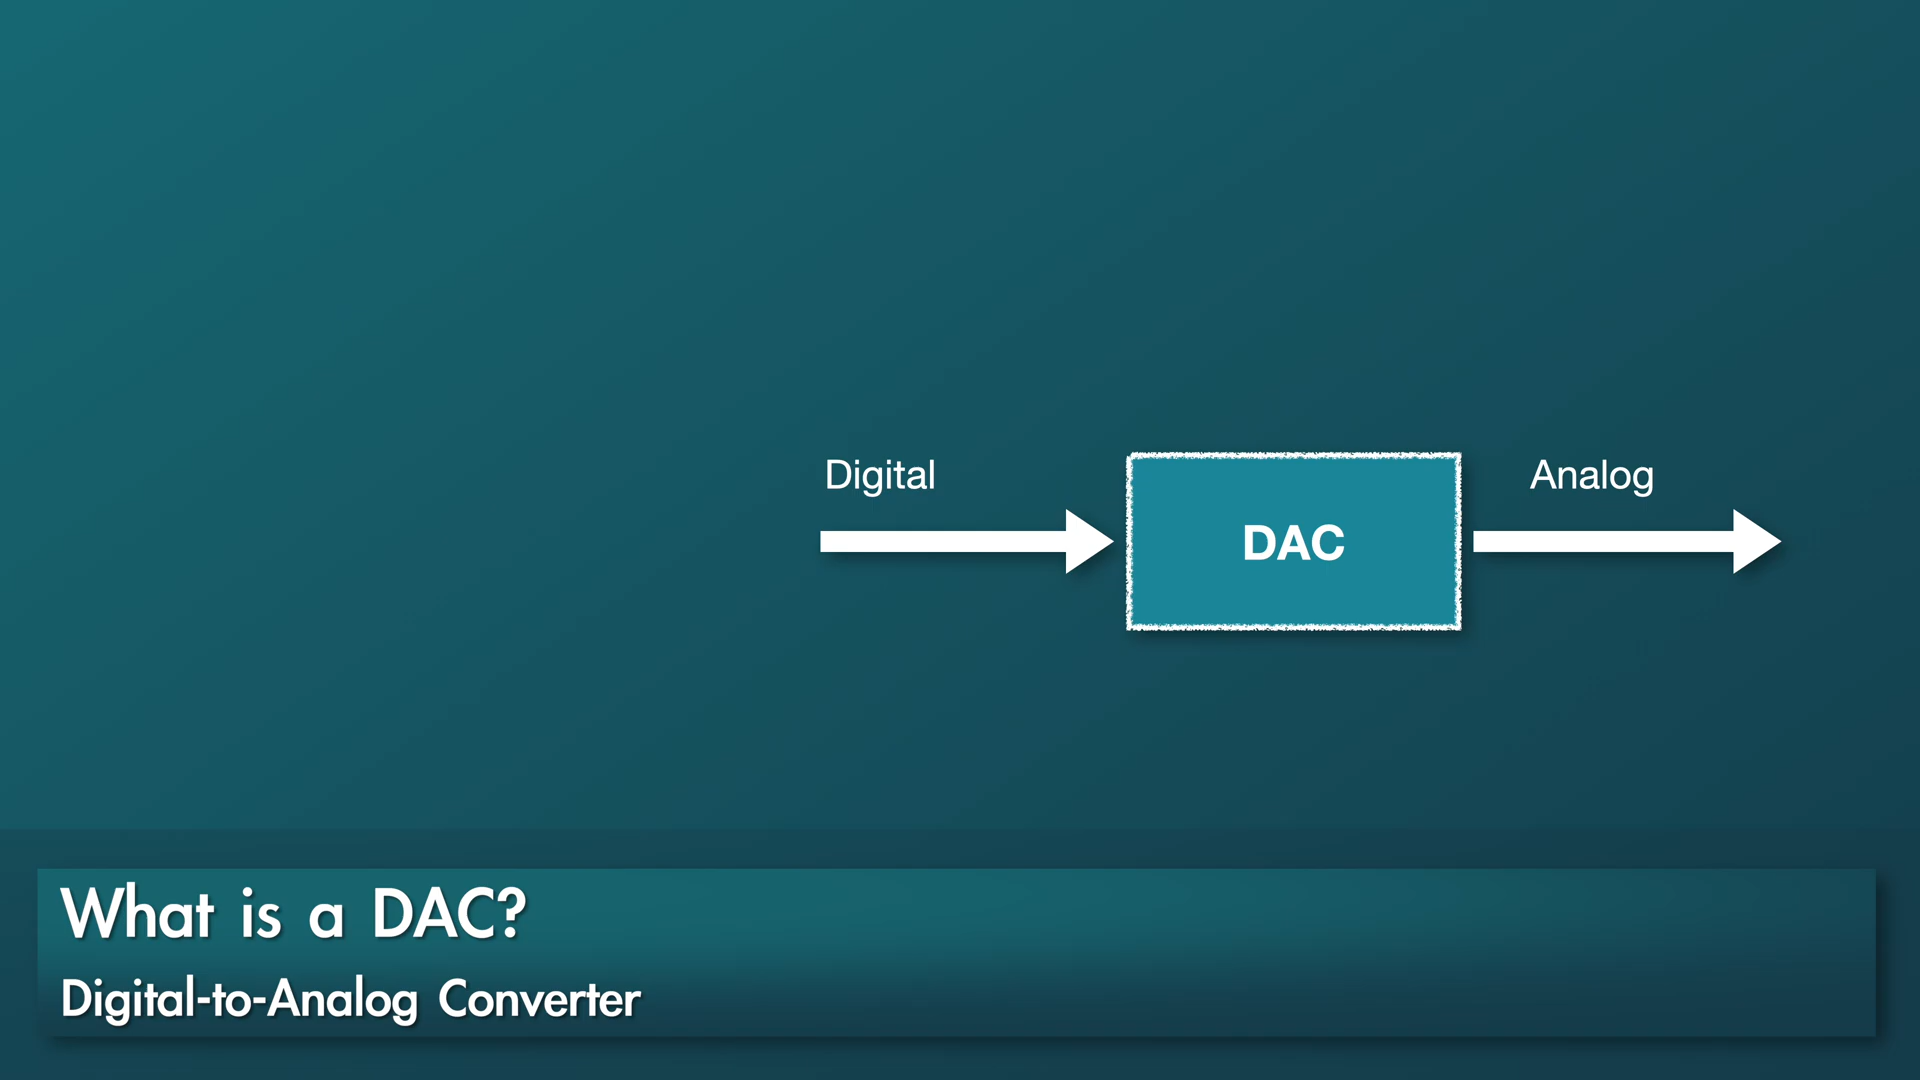 Digital
DAC
Analog
What is a DAC?
Digital-to-Analog Converter